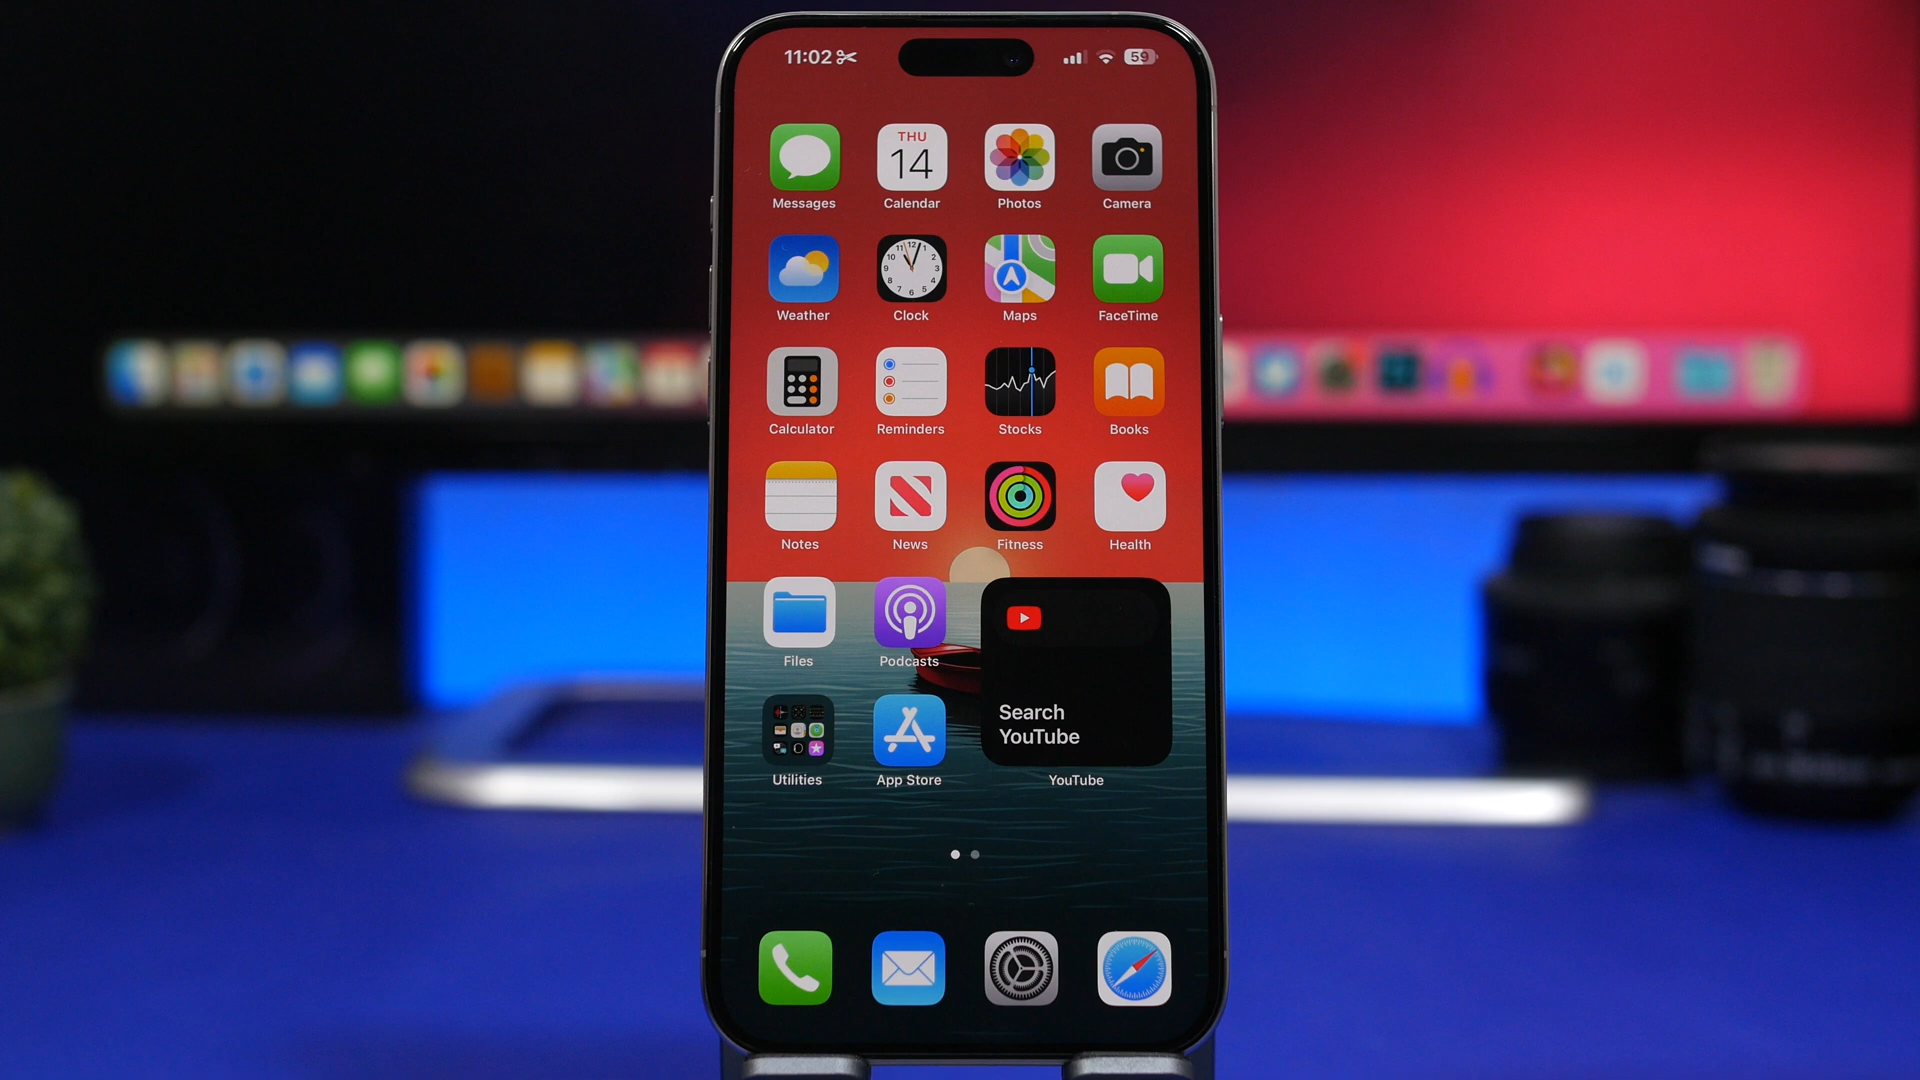 11:02
59
THU
14
Messages
Calendar
Photos
Camera
Weather
Clock
Maps
FaceTime
Calculator
Reminders
Stocks
Books
Notes
News
Fitness
Health
Files
Podcasts
Search
YouTube
Utilities
App Store
YouTube